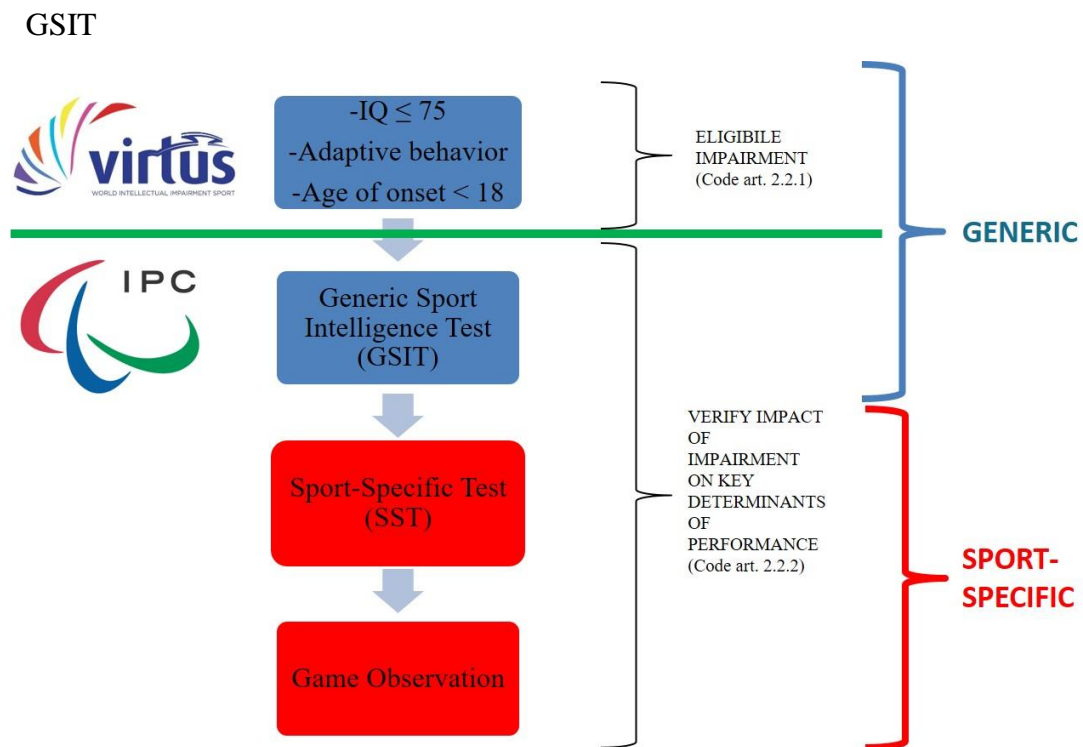 GSIT
virtus
WORLD INTELLECTUAL IMPAIRMENT SPORT
-IQ ≤ 75
-Adaptive behavior
-Age of onset < 18
ELIGIBILE
IMPAIRMENT
(Code art. 2.2.1)
GENERIC
IPC
Generic Sport
Intelligence Test
(GSIT)
VERIFY IMPACT
OF
IMPAIRMENT
ON KEY
DETERMINANTS
OF
PERFORMANCE
(Code art. 2.2.2)
Sport-Specific Test
(SST)
SPORT-
SPECIFIC
Game Observation